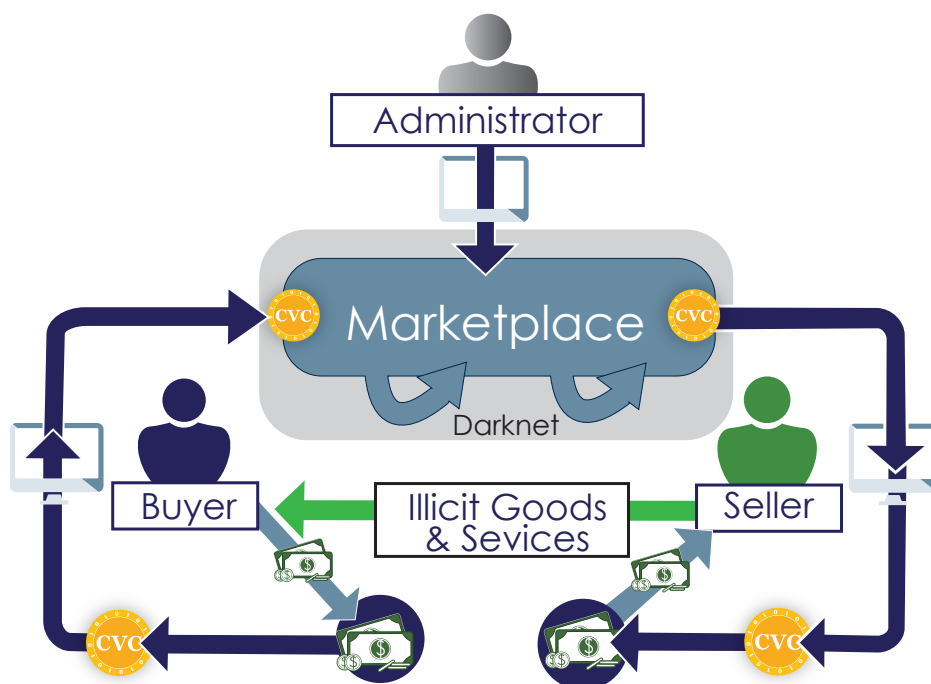 Administrator
CVC
Marketplace
CVC
Darknet
Buyer
Illicit Goods
& Sevices
Seller
CVC
$
$
$
$
CVC